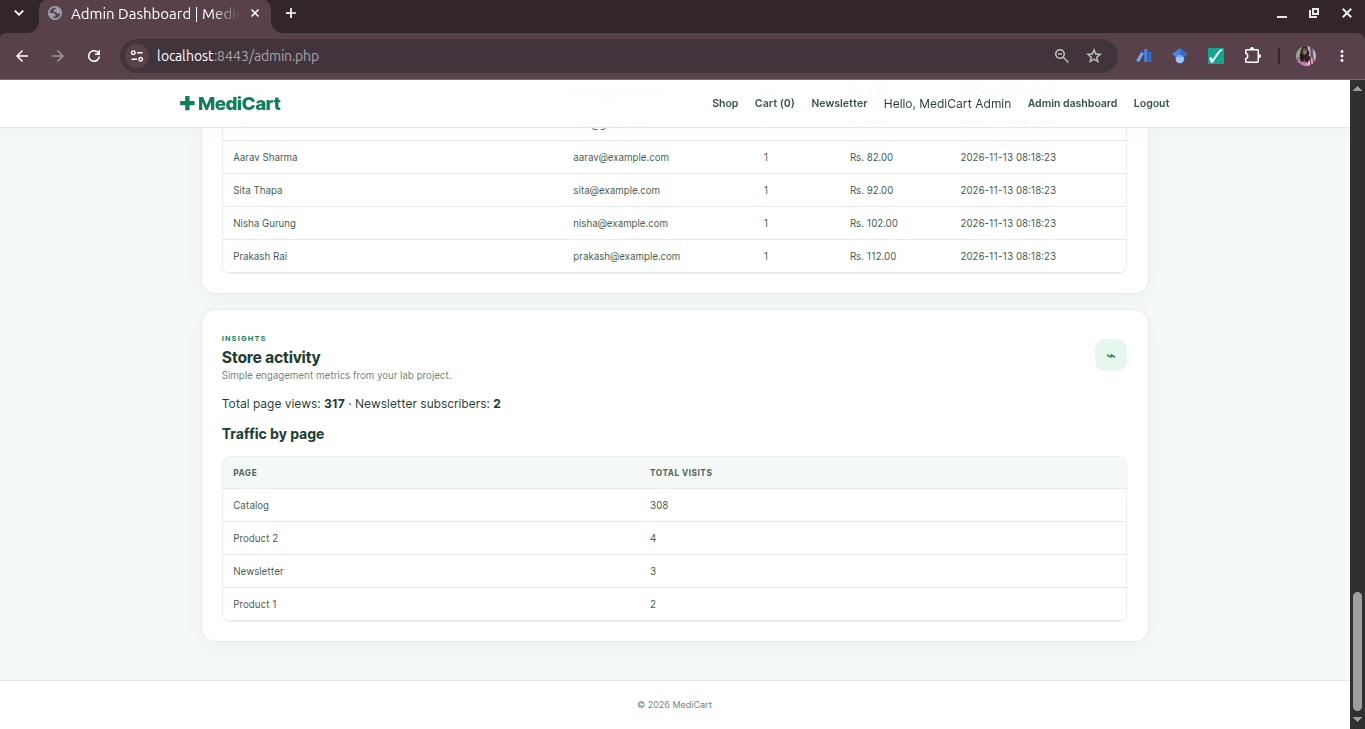 Admin Dashboard | Medi
localhost:8443/admin.php
MediCart
Shop Cart (0) Newsletter Hello, MediCart Admin Admin dashboard Logout
Aarav Sharma aarav@example.com 1 Rs. 82.00 2026-11-13 08:18:23
Sita Thapa sita@example.com 1 Rs. 92.00 2026-11-13 08:18:23
Nisha Gurung nisha@example.com 1 Rs. 102.00 2026-11-13 08:18:23
Prakash Rai prakash@example.com 1 Rs. 112.00 2026-11-13 08:18:23
INSIGHTS
Store activity
Simple engagement metrics from your lab project.
Total page views: 317 · Newsletter subscribers: 2
Traffic by page
PAGE TOTAL VISITS
Catalog 308
Product 2 4
Newsletter 3
Product 1 2
© 2026 MediCart